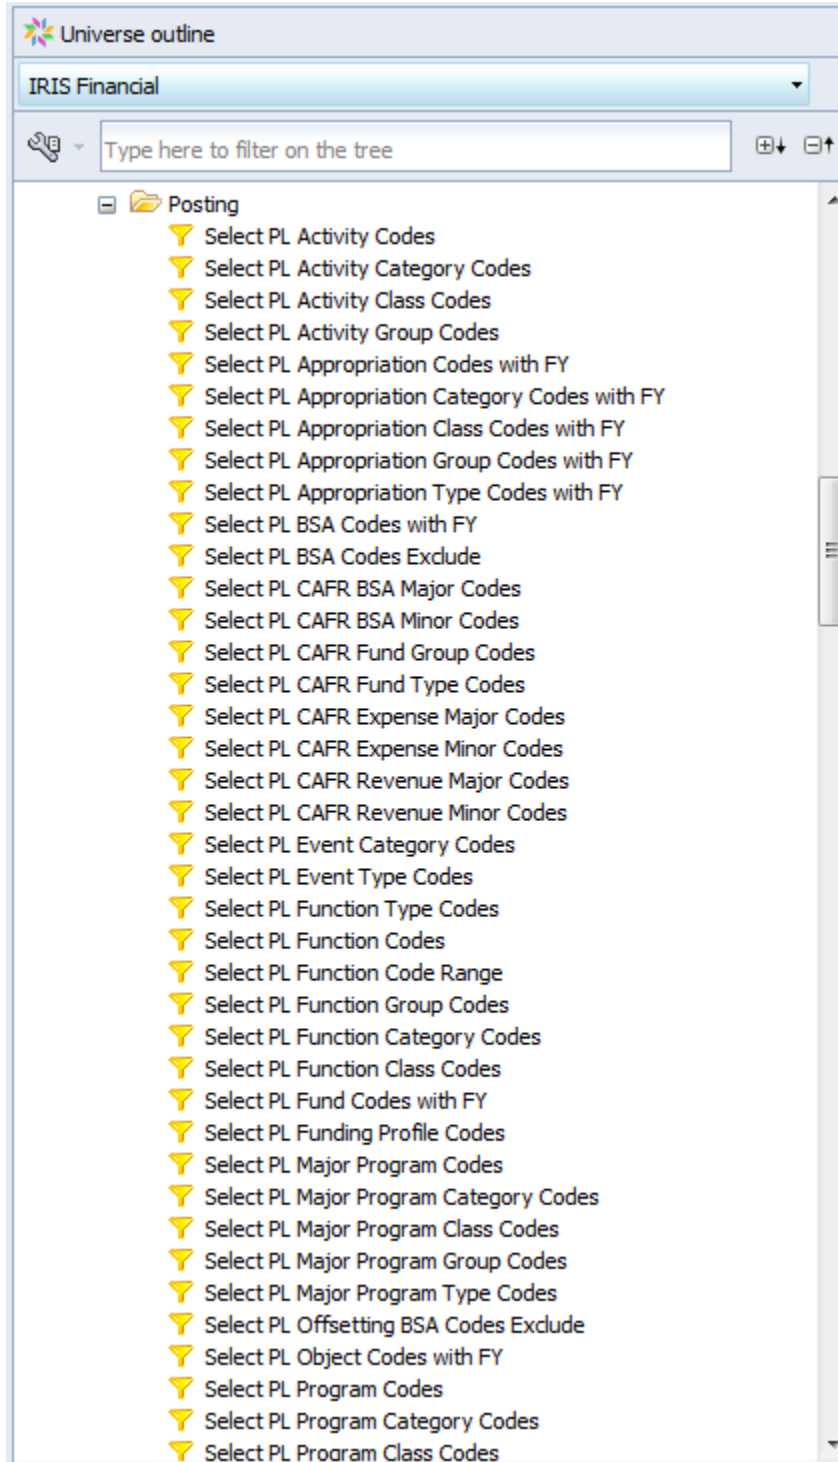 Universe outline
IRIS Financial
Type here to filter on the tree
Posting
Select PL Activity Codes
Select PL Activity Category Codes
Select PL Activity Class Codes
Select PL Activity Group Codes
Select PL Appropriation Codes with FY
Select PL Appropriation Category Codes with FY
Select PL Appropriation Class Codes with FY
Select PL Appropriation Group Codes with FY
Select PL Appropriation Type Codes with FY
Select PL BSA Codes with FY
Select PL BSA Codes Exclude
Select PL CAFR BSA Major Codes
Select PL CAFR BSA Minor Codes
Select PL CAFR Fund Group Codes
Select PL CAFR Fund Type Codes
Select PL CAFR Expense Major Codes
Select PL CAFR Expense Minor Codes
Select PL CAFR Revenue Major Codes
Select PL CAFR Revenue Minor Codes
Select PL Event Category Codes
Select PL Event Type Codes
Select PL Function Type Codes
Select PL Function Codes
Select PL Function Code Range
Select PL Function Group Codes
Select PL Function Category Codes
Select PL Function Class Codes
Select PL Fund Codes with FY
Select PL Funding Profile Codes
Select PL Major Program Codes
Select PL Major Program Category Codes
Select PL Major Program Class Codes
Select PL Major Program Group Codes
Select PL Major Program Type Codes
Select PL Offsetting BSA Codes Exclude
Select PL Object Codes with FY
Select PL Program Codes
Select PL Program Category Codes
Select PL Program Class Codes